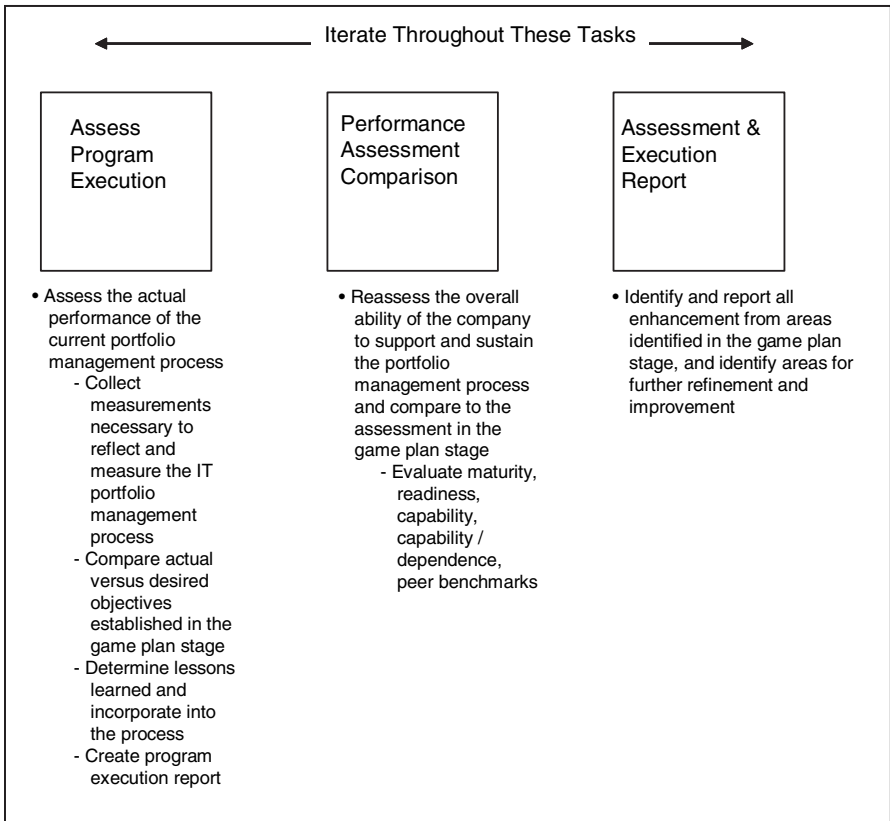 Iterate Throughout These Tasks
Assess
Program
Execution
• Assess the actual
performance of the
current portfolio
management process
- Collect
measurements
necessary to
reflect and
measure the IT
portfolio
management
process
- Compare actual
versus desired
objectives
established in the
game plan stage
- Determine lessons
learned and
incorporate into
the process
- Create program
execution report
Performance
Assessment
Comparison
• Reassess the overall
ability of the company
to support and sustain
the portfolio
management process
and compare to the
assessment in the
game plan stage
- Evaluate maturity,
readiness,
capability,
capability /
dependence,
peer benchmarks
Assessment &
Execution
Report
• Identify and report all
enhancement from areas
identified in the game plan
stage, and identify areas for
further refinement and
improvement